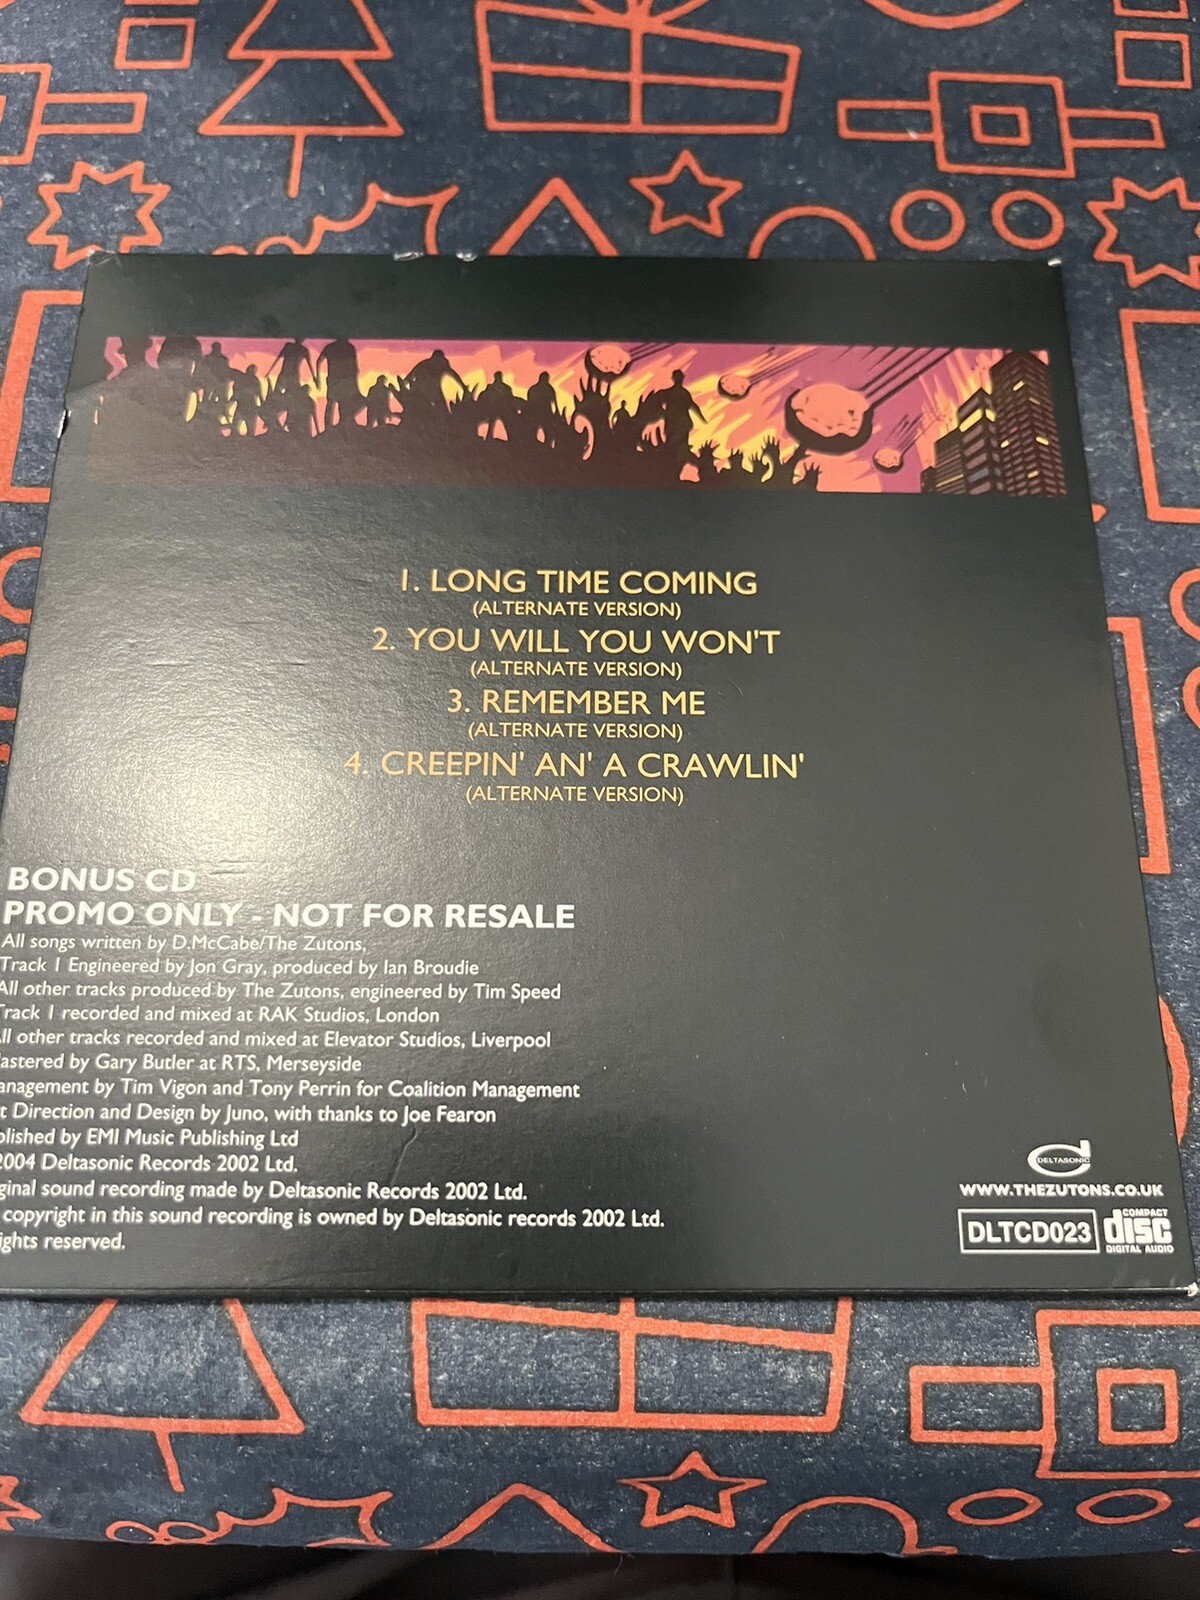 1. LONG TIME COMING
(ALTERNATE VERSION)
2. YOU WILL YOU WON'T
(ALTERNATE VERSION)
3. REMEMBER ME
(ALTERNATE VERSION)
4. CREEPIN' AN' A CRAWLIN'
(ALTERNATE VERSION)
BONUS CD
PROMO ONLY - NOT FOR RESALE
All songs written by D.McCabe/The Zutons,
Track 1 Engineered by Jon Gray, produced by Ian Broudie
All other tracks produced by The Zutons, engineered by Tim Speed
Track 1 recorded and mixed at RAK Studios, London
ll other tracks recorded and mixed at Elevator Studios, Liverpool
astered by Gary Butler at RTS, Merseyside
anagement by Tim Vigon and Tony Perrin for Coalition Management
t Direction and Design by Juno, with thanks to Joe Fearon
blished by EMI Music Publishing Ltd
2004 Deltasonic Records 2002 Ltd.
ginal sound recording made by Deltasonic Records 2002 Ltd.
copyright in this sound recording is owned by Deltasonic records 2002 Ltd.
ights reserved.
DELTASONIC
WWW.THEZUTONS.CO.UK
DLTCD023
COMPACT
disc
DIGITAL AUDIO